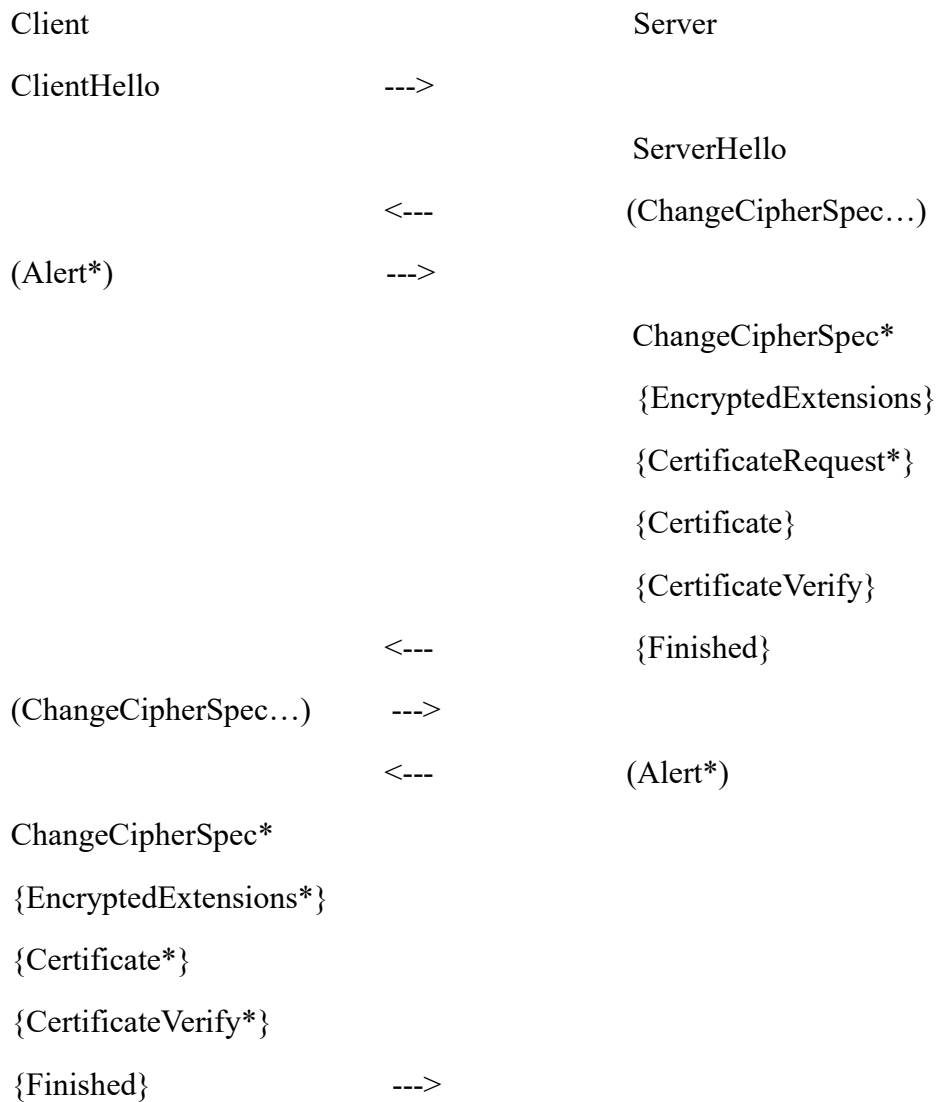 Client Server
ClientHello --->
ServerHello
<--- (ChangeCipherSpec…)
(Alert*) --->
ChangeCipherSpec*
{EncryptedExtensions}
{CertificateRequest*}
{Certificate}
{CertificateVerify}
<--- {Finished}
(ChangeCipherSpec…) --->
<--- (Alert*)
ChangeCipherSpec*
{EncryptedExtensions*}
{Certificate*}
{CertificateVerify*}
{Finished} --->